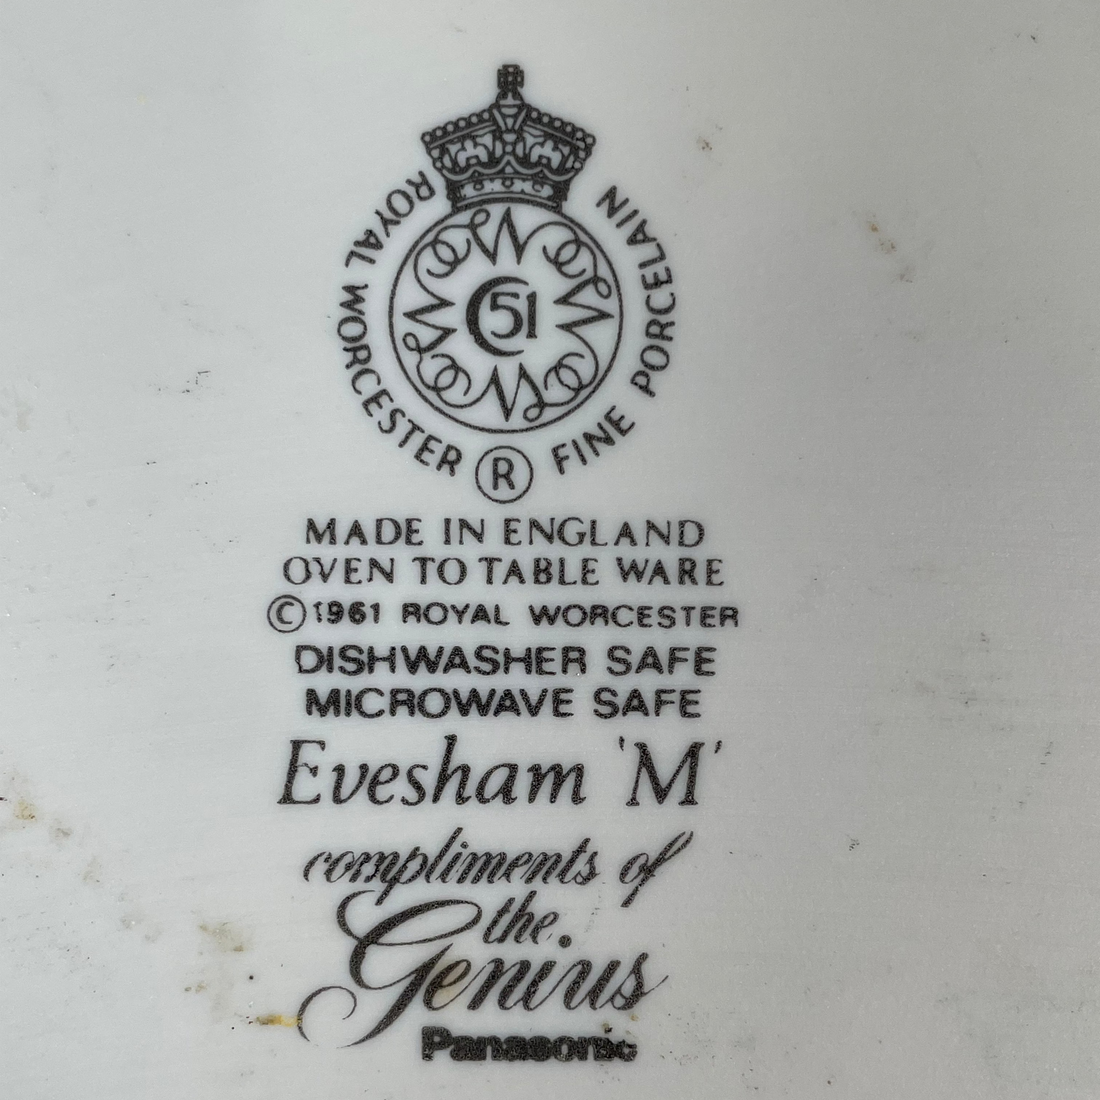 ROYAL WORCESTER ® FINE PORCELAIN
C51
MADE IN ENGLAND
OVEN TO TABLE WARE
© 1961 ROYAL WORCESTER
DISHWASHER SAFE
MICROWAVE SAFE
Evesham 'M'
compliments of
the
Genius
Panasonic